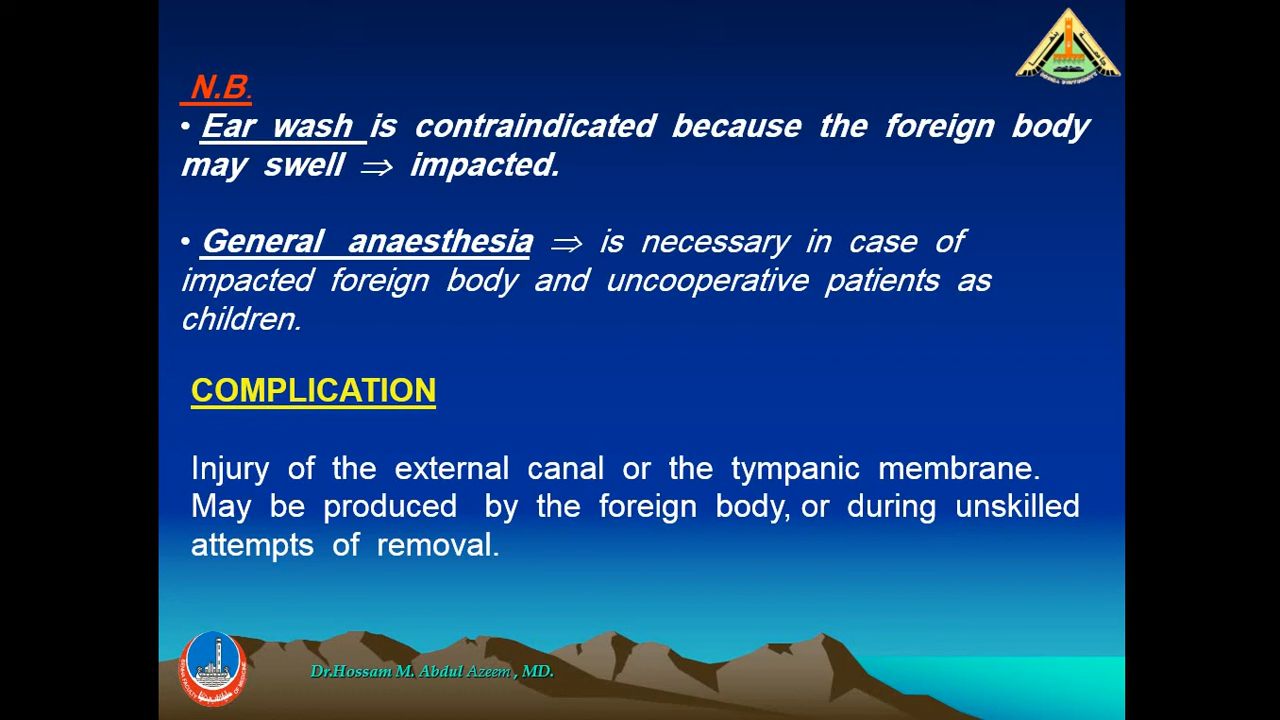 N.B.
• Ear wash is contraindicated because the foreign body
may swell ⇒ impacted.
• General anaesthesia ⇒ is necessary in case of
impacted foreign body and uncooperative patients as
children.
COMPLICATION
Injury of the external canal or the tympanic membrane.
May be produced by the foreign body, or during unskilled
attempts of removal.
Dr.Hossam M. Abdul Azeem , MD.